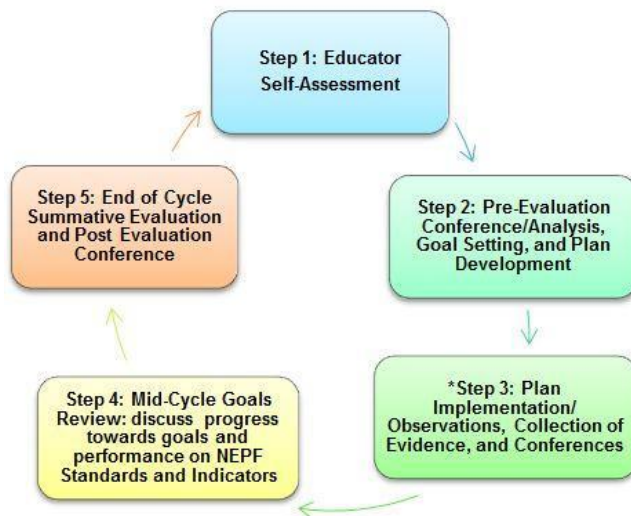 Step 1: Educator
Self-Assessment
Step 2: Pre-Evaluation
Conference/Analysis,
Goal Setting, and Plan
Development
*Step 3: Plan
Implementation/
Observations, Collection of
Evidence, and Conferences
Step 4: Mid-Cycle Goals
Review: discuss progress
towards goals and
performance on NEPF
Standards and Indicators
Step 5: End of Cycle
Summative Evaluation
and Post Evaluation
Conference